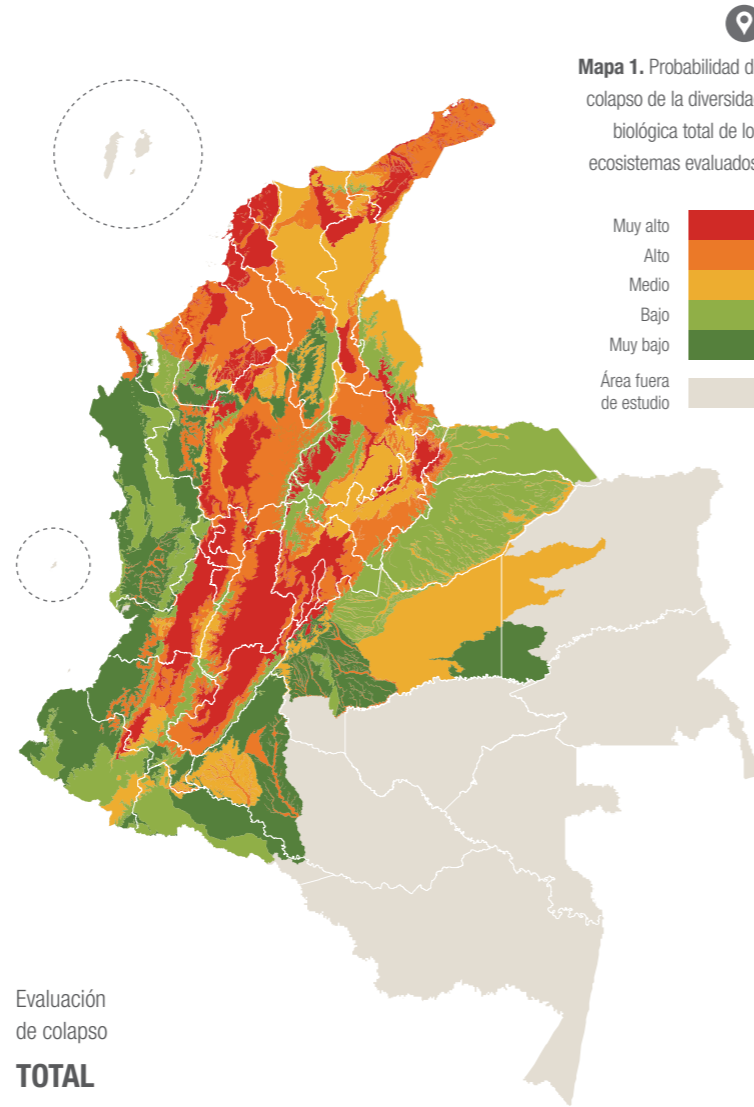 Mapa 1. Probabilidad d
colapso de la diversida
biológica total de lo
ecosistemas evaluados
Muy alto
Alto
Medio
Bajo
Muy bajo
Área fuera
de estudio
Evaluación
de colapso
TOTAL